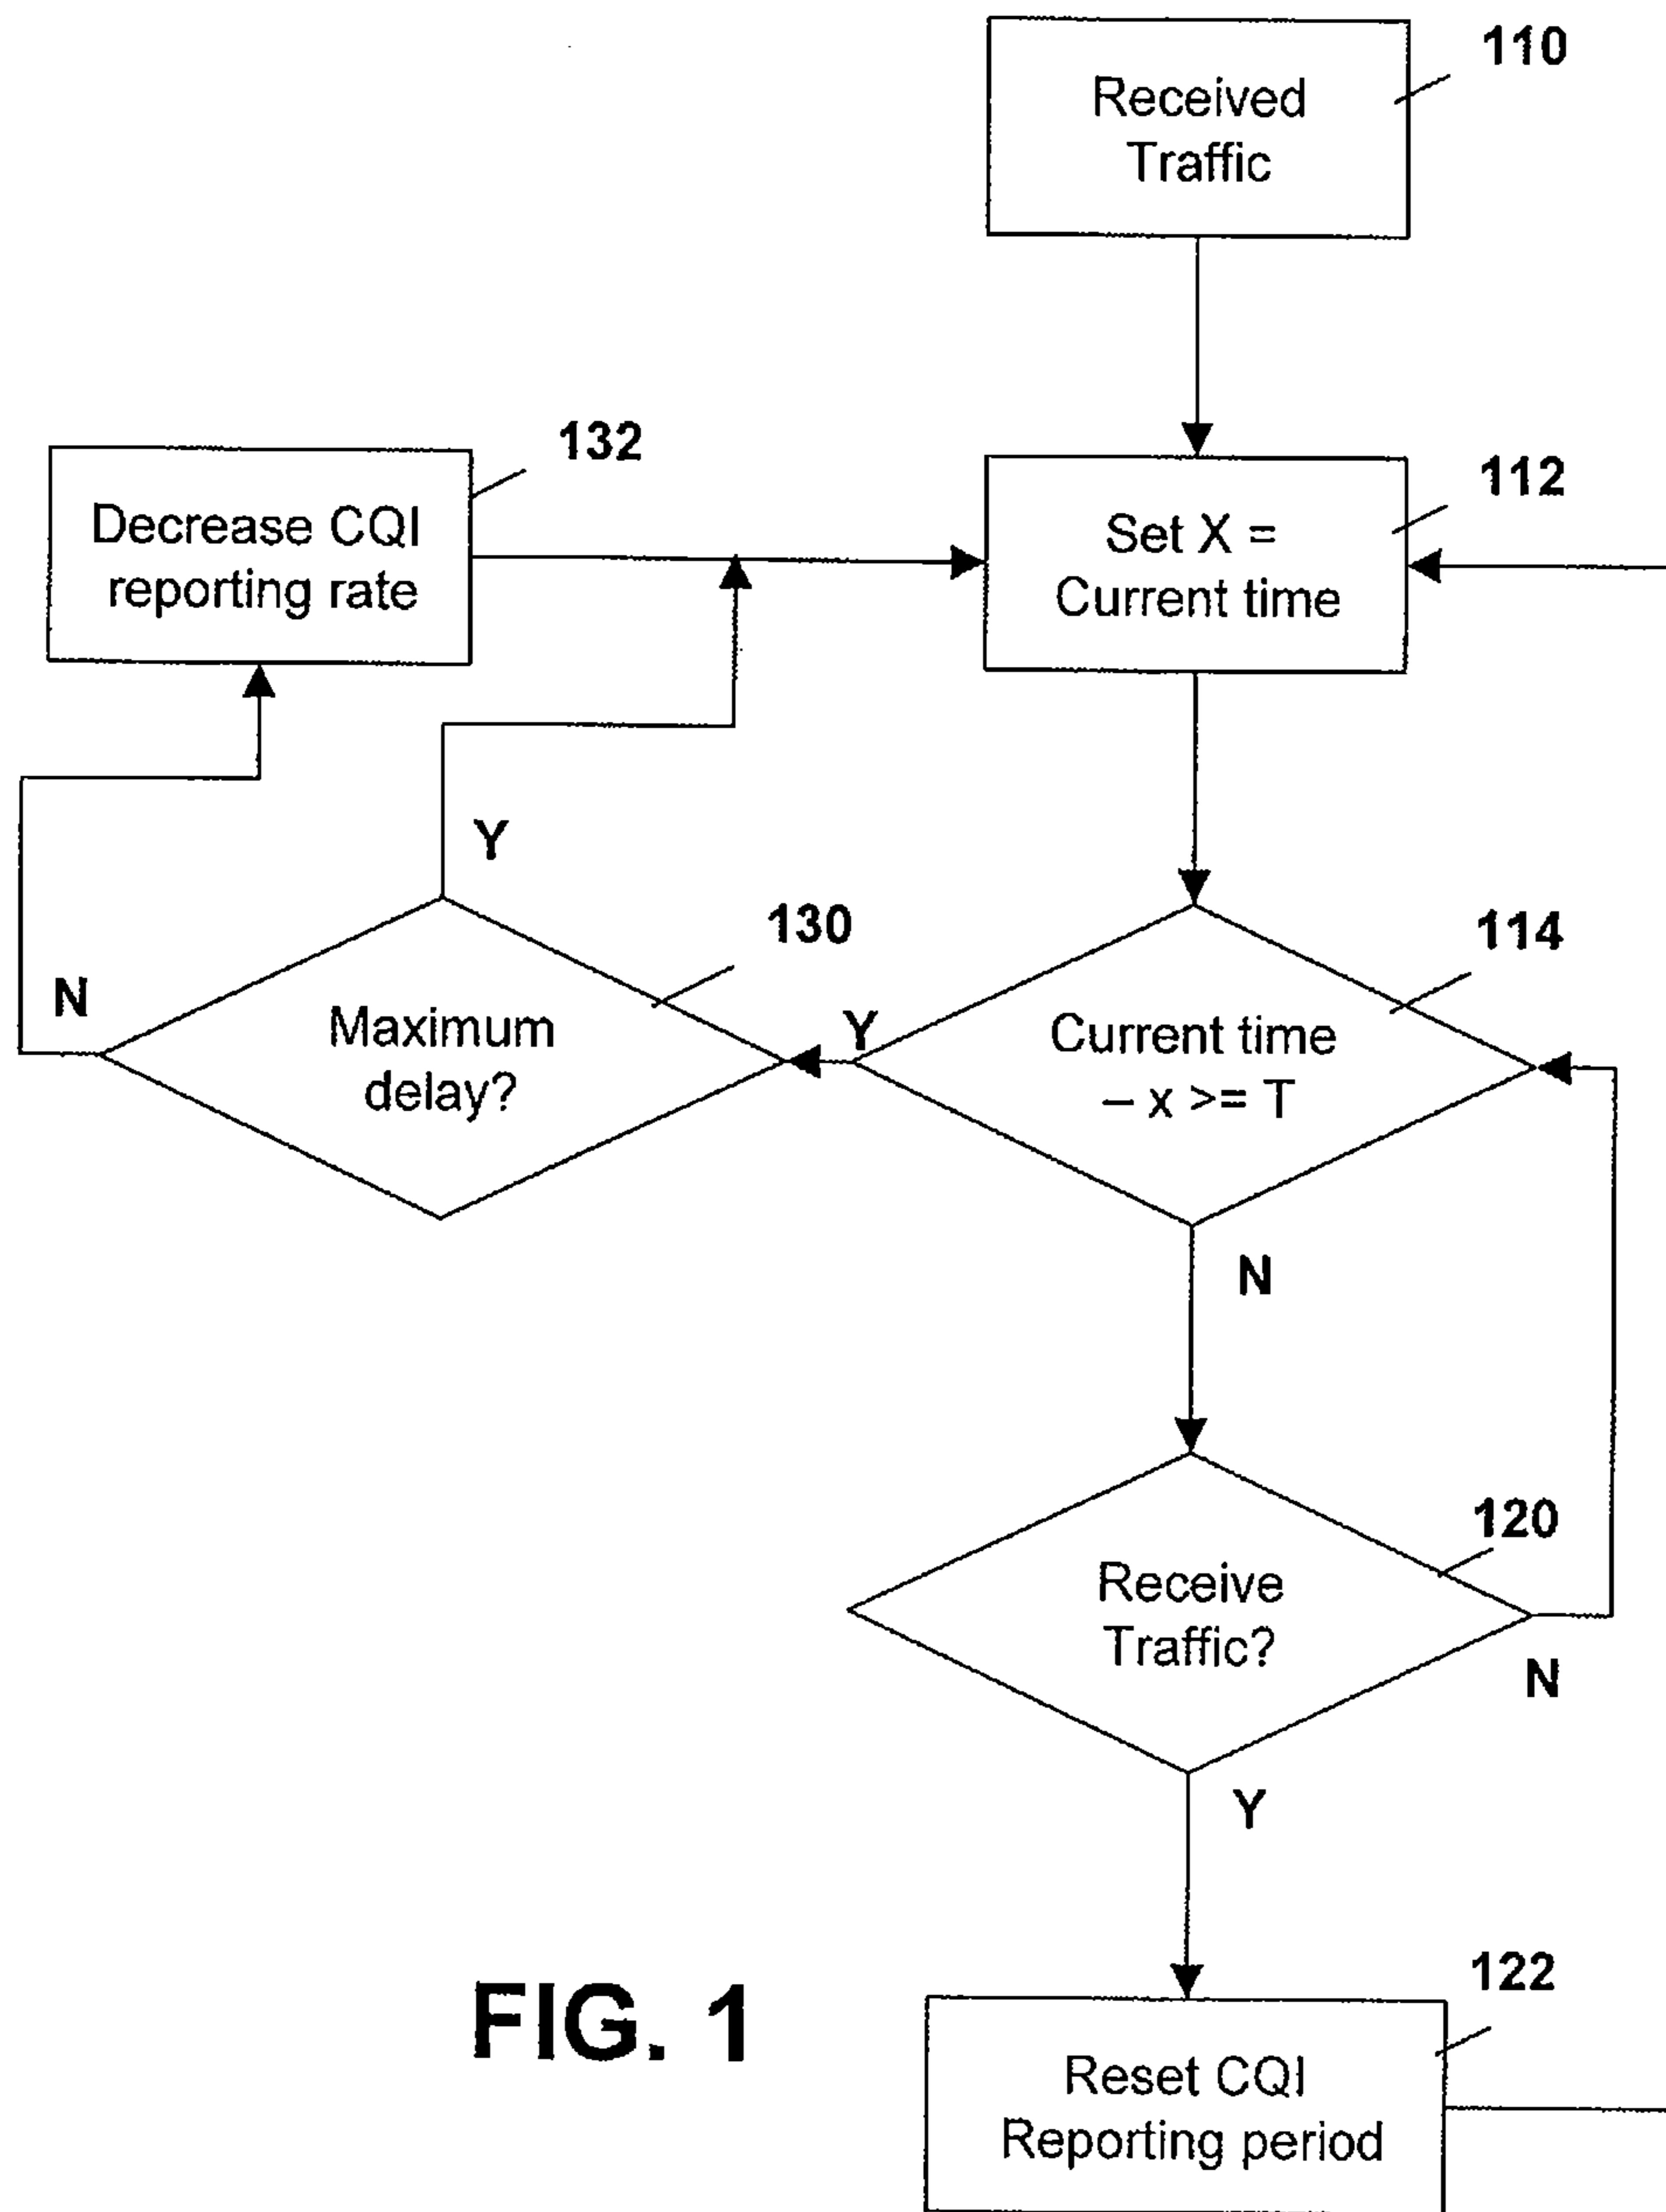 110
Received
Traffic
132
Decrease CQI
reporting rate
112
Set X =
Current time
Y
130
N
Maximum
delay?
Y
114
Current time
– x >= T
N
120
Receive
Traffic?
N
Y
122
FIG. 1
Reset CQI
Reporting period